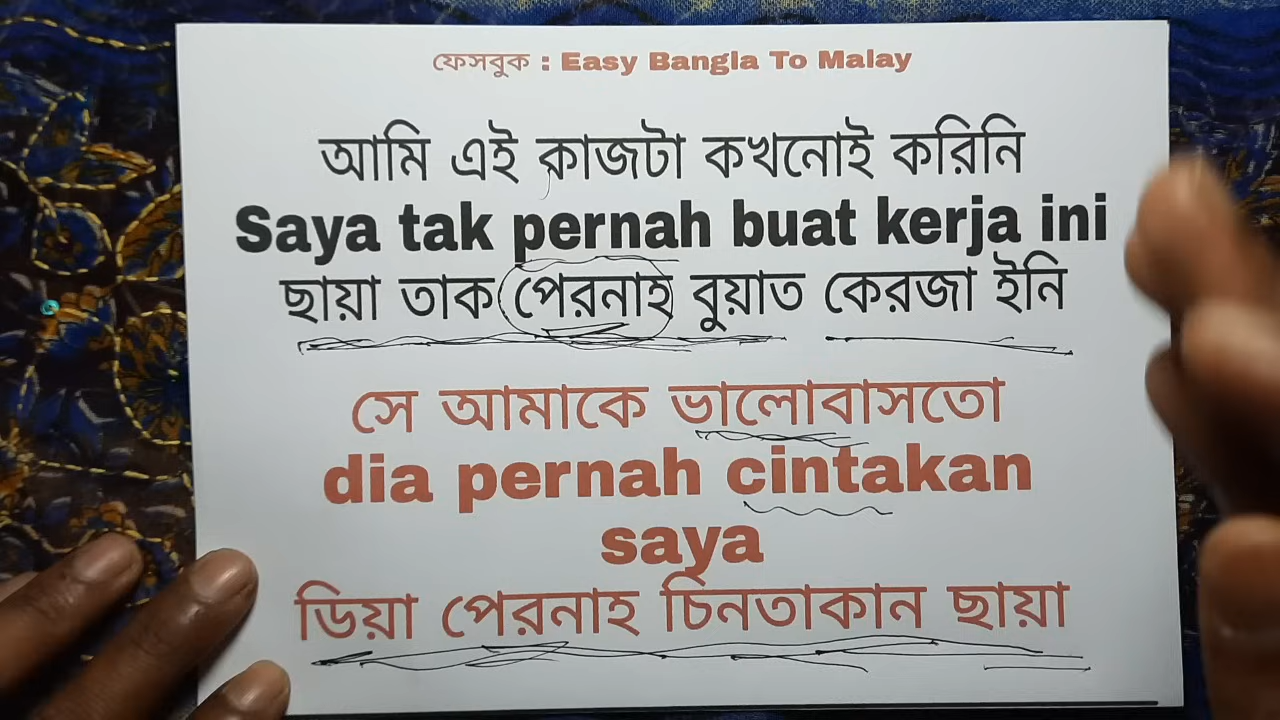 ফেসবুক : Easy Bangla To Malay
আমি এই কাজটা কখনোই করিনি
Saya tak pernah buat kerja ini
ছায়া তাক পেরনাহ বুয়াত কেরজা ইনি
সে আমাকে ভালোবাসতো
dia pernah cintakan
saya
ডিয়া পেরনাহ চিনতাকান ছায়া